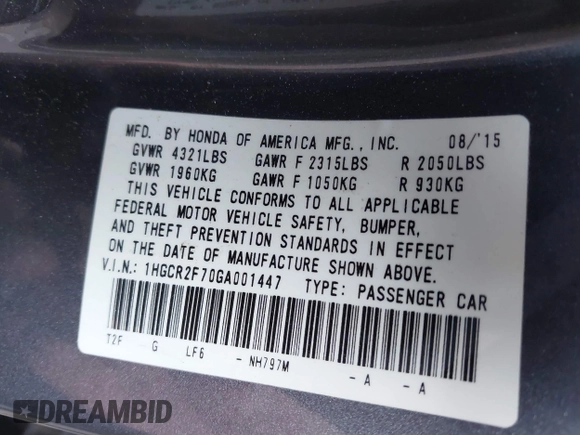 MFD. BY HONDA OF AMERICA MFG., INC. 08/'15
GVWR 4321LBS GAWR F 2315LBS R 2050LBS
GVWR 1960KG GAWR F 1050KG R 930KG
THIS VEHICLE CONFORMS TO ALL APPLICABLE
FEDERAL MOTOR VEHICLE SAFETY, BUMPER,
AND THEFT PREVENTION STANDARDS IN EFFECT
ON THE DATE OF MANUFACTURE SHOWN ABOVE.
V.I.N.: 1HGCR2F70GA001447 TYPE: PASSENGER CAR
T2F G LF6 - NH797M - A - A
DREAMBID